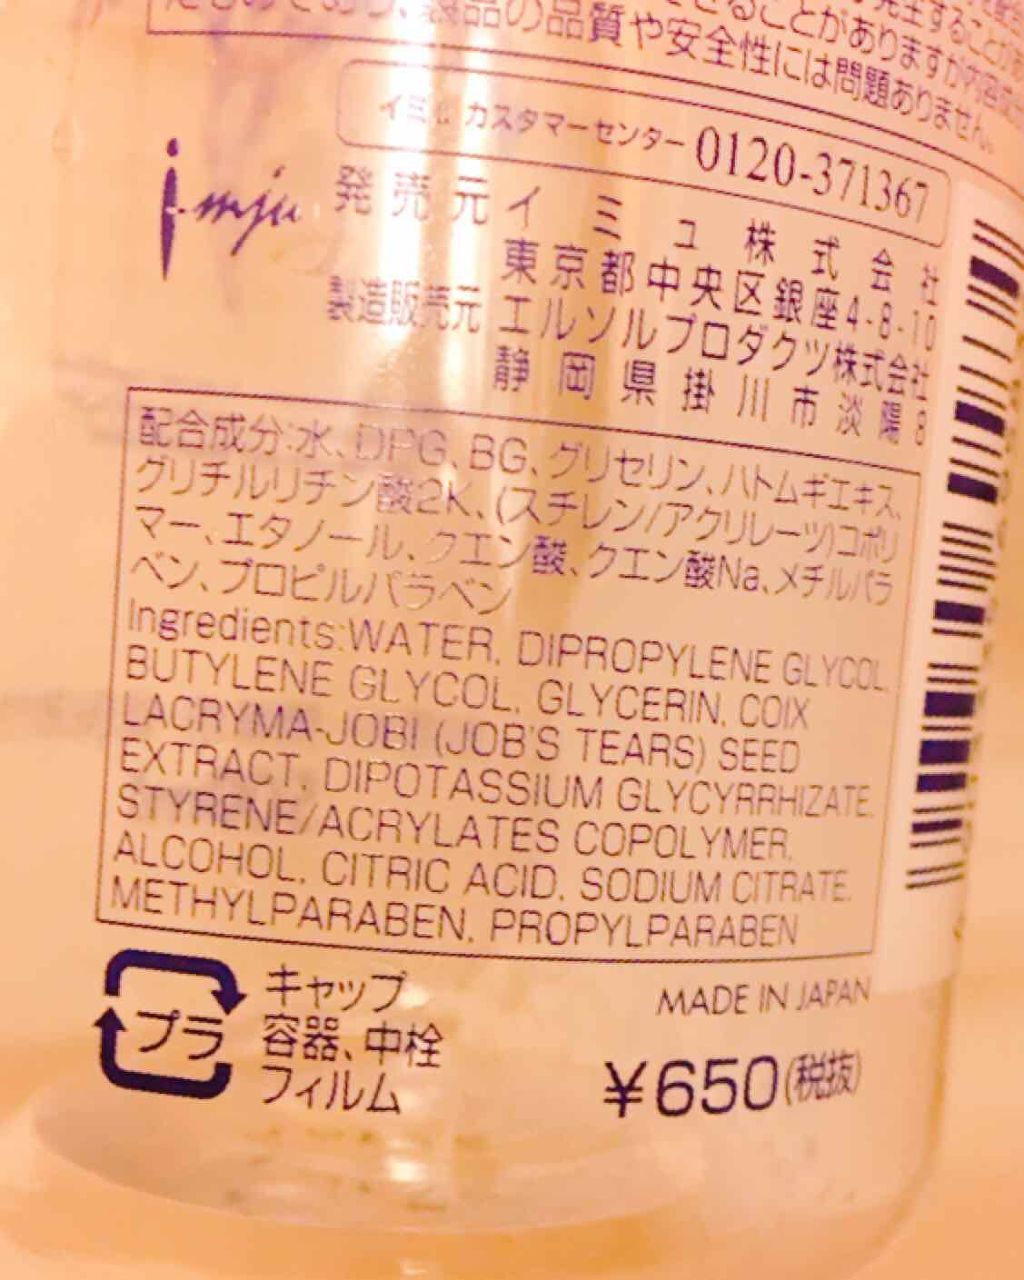 製品の品質や安全性には問題ありません。
イミュ カスタマーセンター 0120-371367
i-mju
発売元 イミュ株式会社
東京都中央区銀座4-8-10
製造販売元 エルソルプロダクツ株式会社
静岡県掛川市淡陽8
配合成分:水、DPG、BG、グリセリン、ハトムギエキス、
グリチルリチン酸2K、(スチレン/アクリレーツ)コポリ
マー、エタノール、クエン酸、クエン酸Na、メチルパラ
ベン、プロピルパラベン
Ingredients:WATER, DIPROPYLENE GLYCOL,
BUTYLENE GLYCOL, GLYCERIN, COIX
LACRYMA-JOBI (JOB'S TEARS) SEED
EXTRACT, DIPOTASSIUM GLYCYRRHIZATE,
STYRENE/ACRYLATES COPOLYMER,
ALCOHOL, CITRIC ACID, SODIUM CITRATE,
METHYLPARABEN, PROPYLPARABEN
プラ
キャップ
容器、中栓
フィルム
MADE IN JAPAN
¥650(税抜)